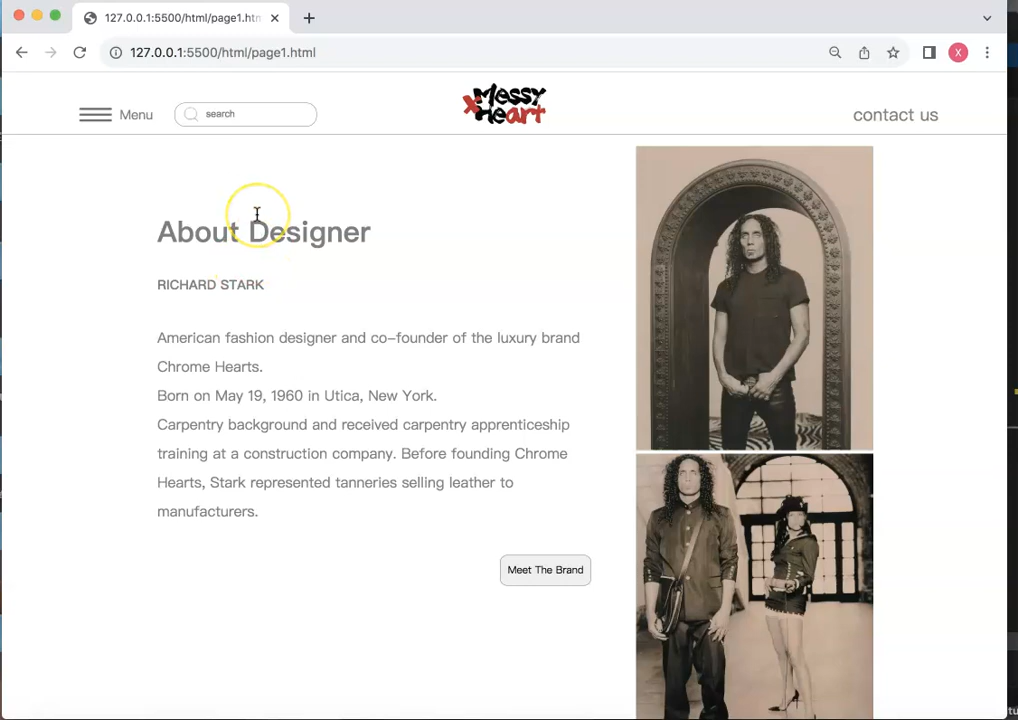 127.0.0.1:5500/html/page1.htm
127.0.0.1:5500/html/page1.html
X
Menu
search
Messy
xHeart
contact us
About Designer
RICHARD STARK
American fashion designer and co-founder of the luxury brand
Chrome Hearts.
Born on May 19, 1960 in Utica, New York.
Carpentry background and received carpentry apprenticeship
training at a construction company. Before founding Chrome
Hearts, Stark represented tanneries selling leather to
manufacturers.
Meet The Brand